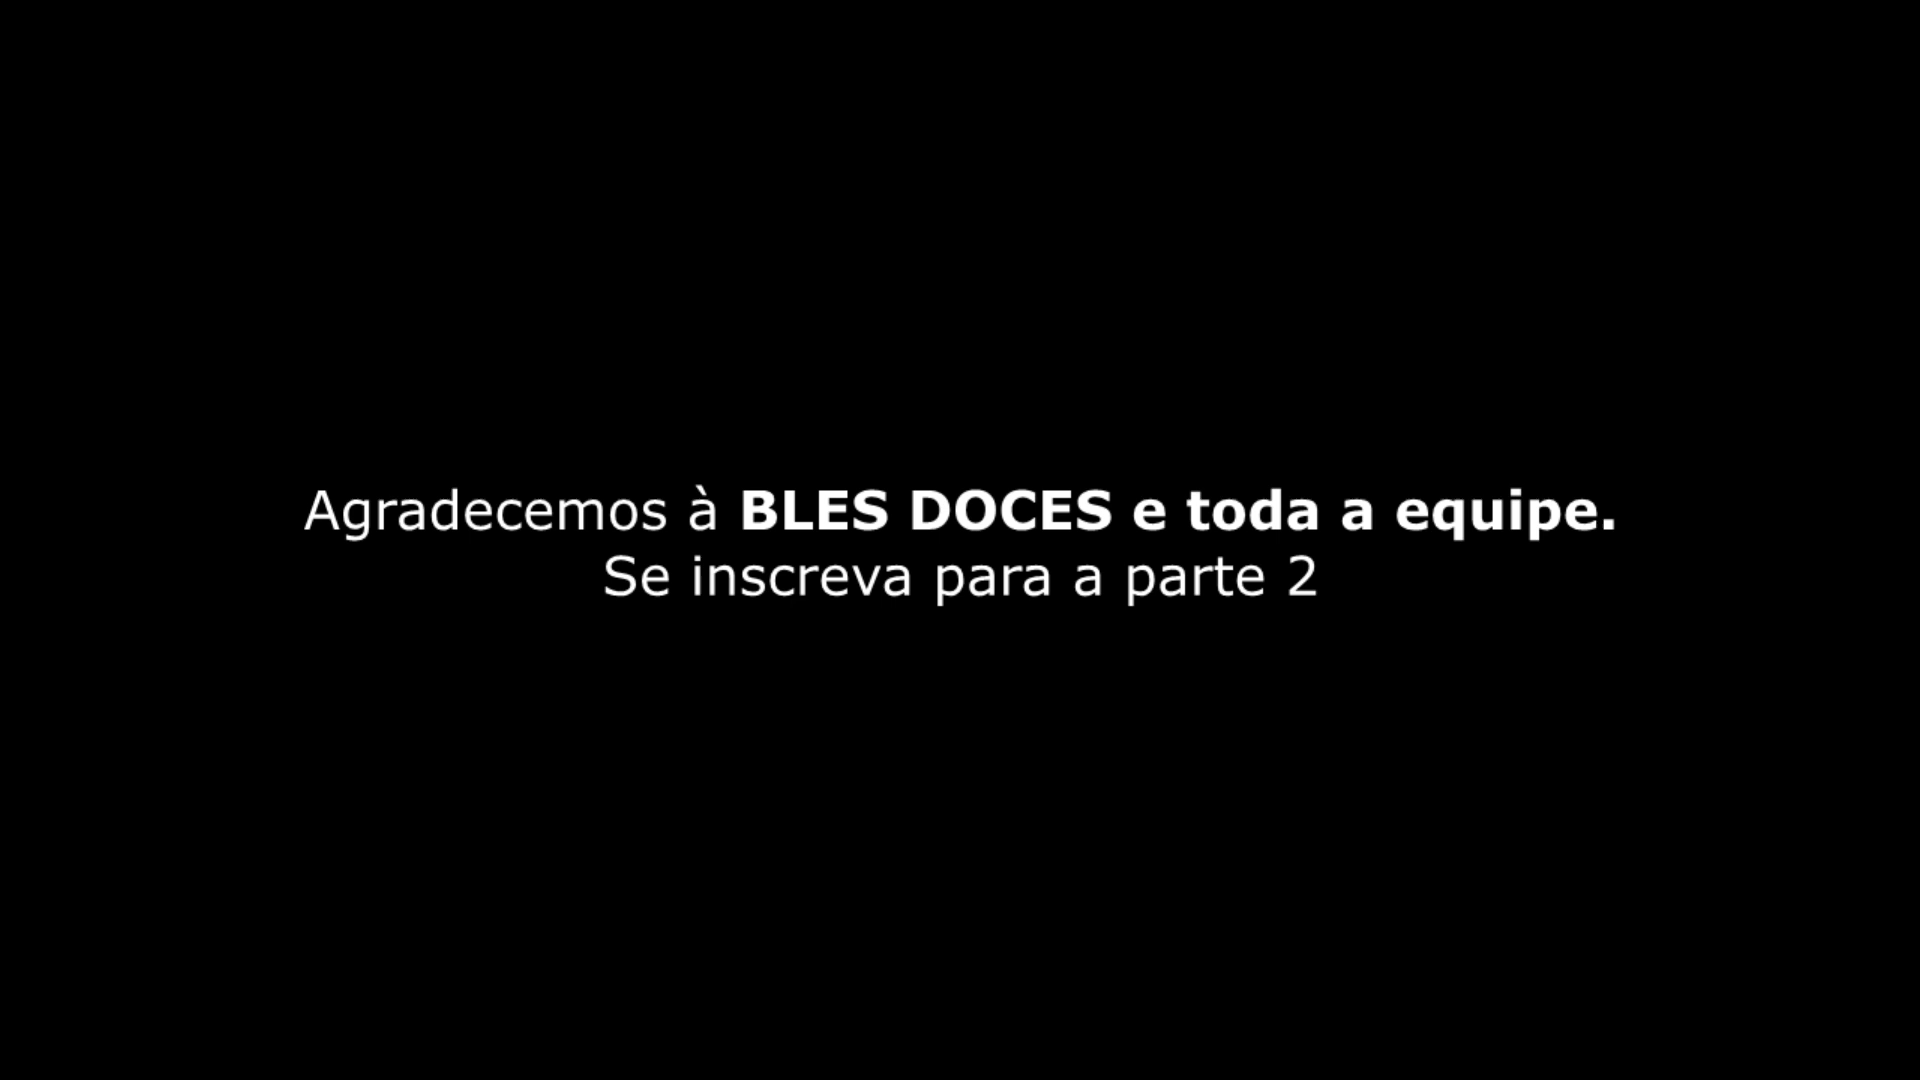 Agradecemos à BLES DOCES e toda a equipe.
Se inscreva para a parte 2